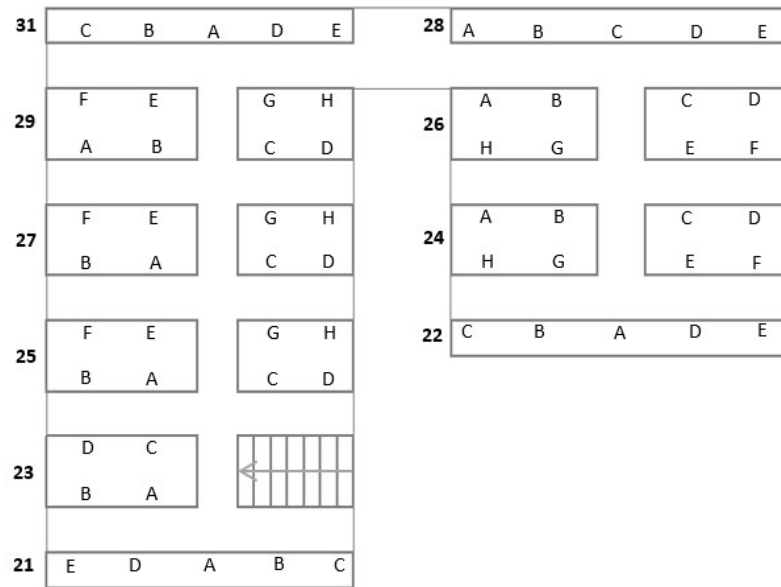 31 C B A D E 28 A B C D E
F E G H A B C D
29 26
A B C D H G E F
F E G H A B C D
27 24
B A C D H G E F
F E G H 22 C B A D E
25
B A C D
D C
23
B A
21 E D A B C